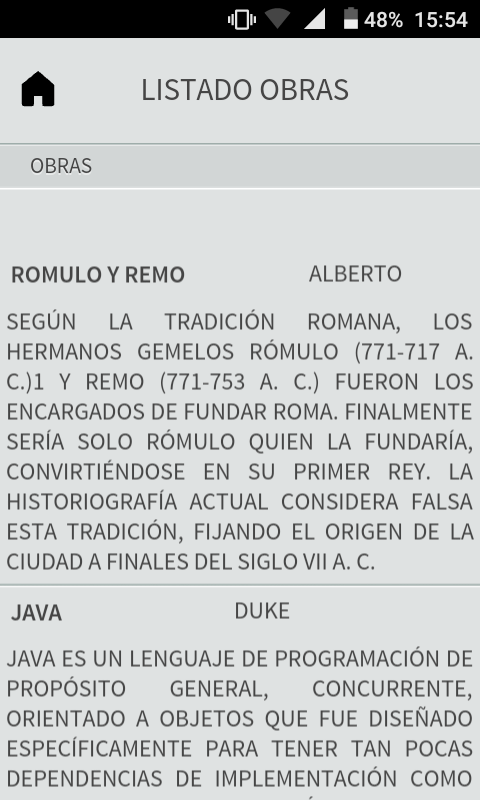 48% 15:54
LISTADO OBRAS
OBRAS
ROMULO Y REMO ALBERTO
SEGÚN LA TRADICIÓN ROMANA, LOS
HERMANOS GEMELOS RÓMULO (771-717 A.
C.)1 Y REMO (771-753 A. C.) FUERON LOS
ENCARGADOS DE FUNDAR ROMA. FINALMENTE
SERÍA SOLO RÓMULO QUIEN LA FUNDARÍA,
CONVIRTIÉNDOSE EN SU PRIMER REY. LA
HISTORIOGRAFÍA ACTUAL CONSIDERA FALSA
ESTA TRADICIÓN, FIJANDO EL ORIGEN DE LA
CIUDAD A FINALES DEL SIGLO VII A. C.
JAVA DUKE
JAVA ES UN LENGUAJE DE PROGRAMACIÓN DE
PROPÓSITO GENERAL, CONCURRENTE,
ORIENTADO A OBJETOS QUE FUE DISEÑADO
ESPECÍFICAMENTE PARA TENER TAN POCAS
DEPENDENCIAS DE IMPLEMENTACIÓN COMO